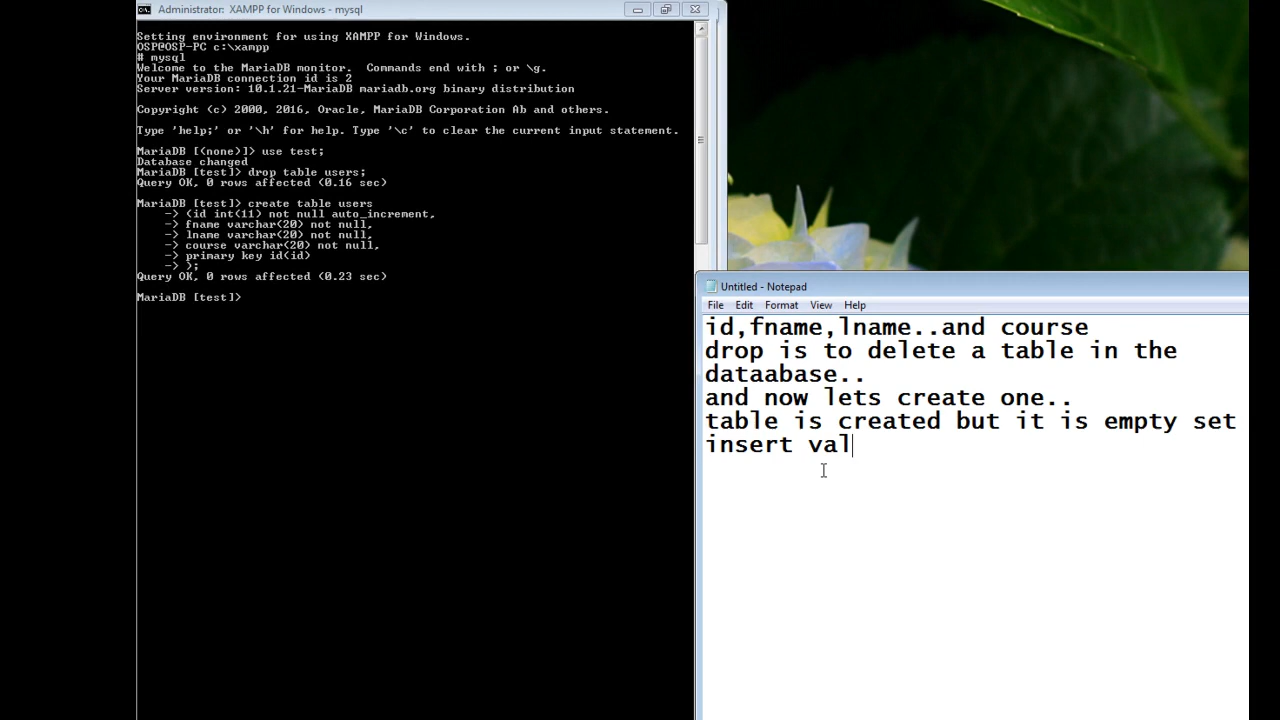 Administrator: XAMPP for Windows - mysql
Setting environment for using XAMPP for Windows.
OSP@OSP-PC c:\xampp
# mysql
Welcome to the MariaDB monitor.  Commands end with ; or \g.
Your MariaDB connection id is 2
Server version: 10.1.21-MariaDB mariadb.org binary distribution
Copyright (c) 2000, 2016, Oracle, MariaDB Corporation Ab and others.
Type 'help;' or '\h' for help. Type '\c' to clear the current input statement.
MariaDB [(none)]> use test;
Database changed
MariaDB [test]> drop table users;
Query OK, 0 rows affected (0.16 sec)
MariaDB [test]> create table users
    -> (id int(11) not null auto_increment,
    -> fname varchar(20) not null,
    -> lname varchar(20) not null,
    -> course varchar(20) not null,
    -> primary key id(id)
    -> );
Query OK, 0 rows affected (0.23 sec)
MariaDB [test]>
Untitled - Notepad
File Edit Format View Help
id,fname,lname..and course
drop is to delete a table in the
dataabase..
and now lets create one..
table is created but it is empty set
insert val